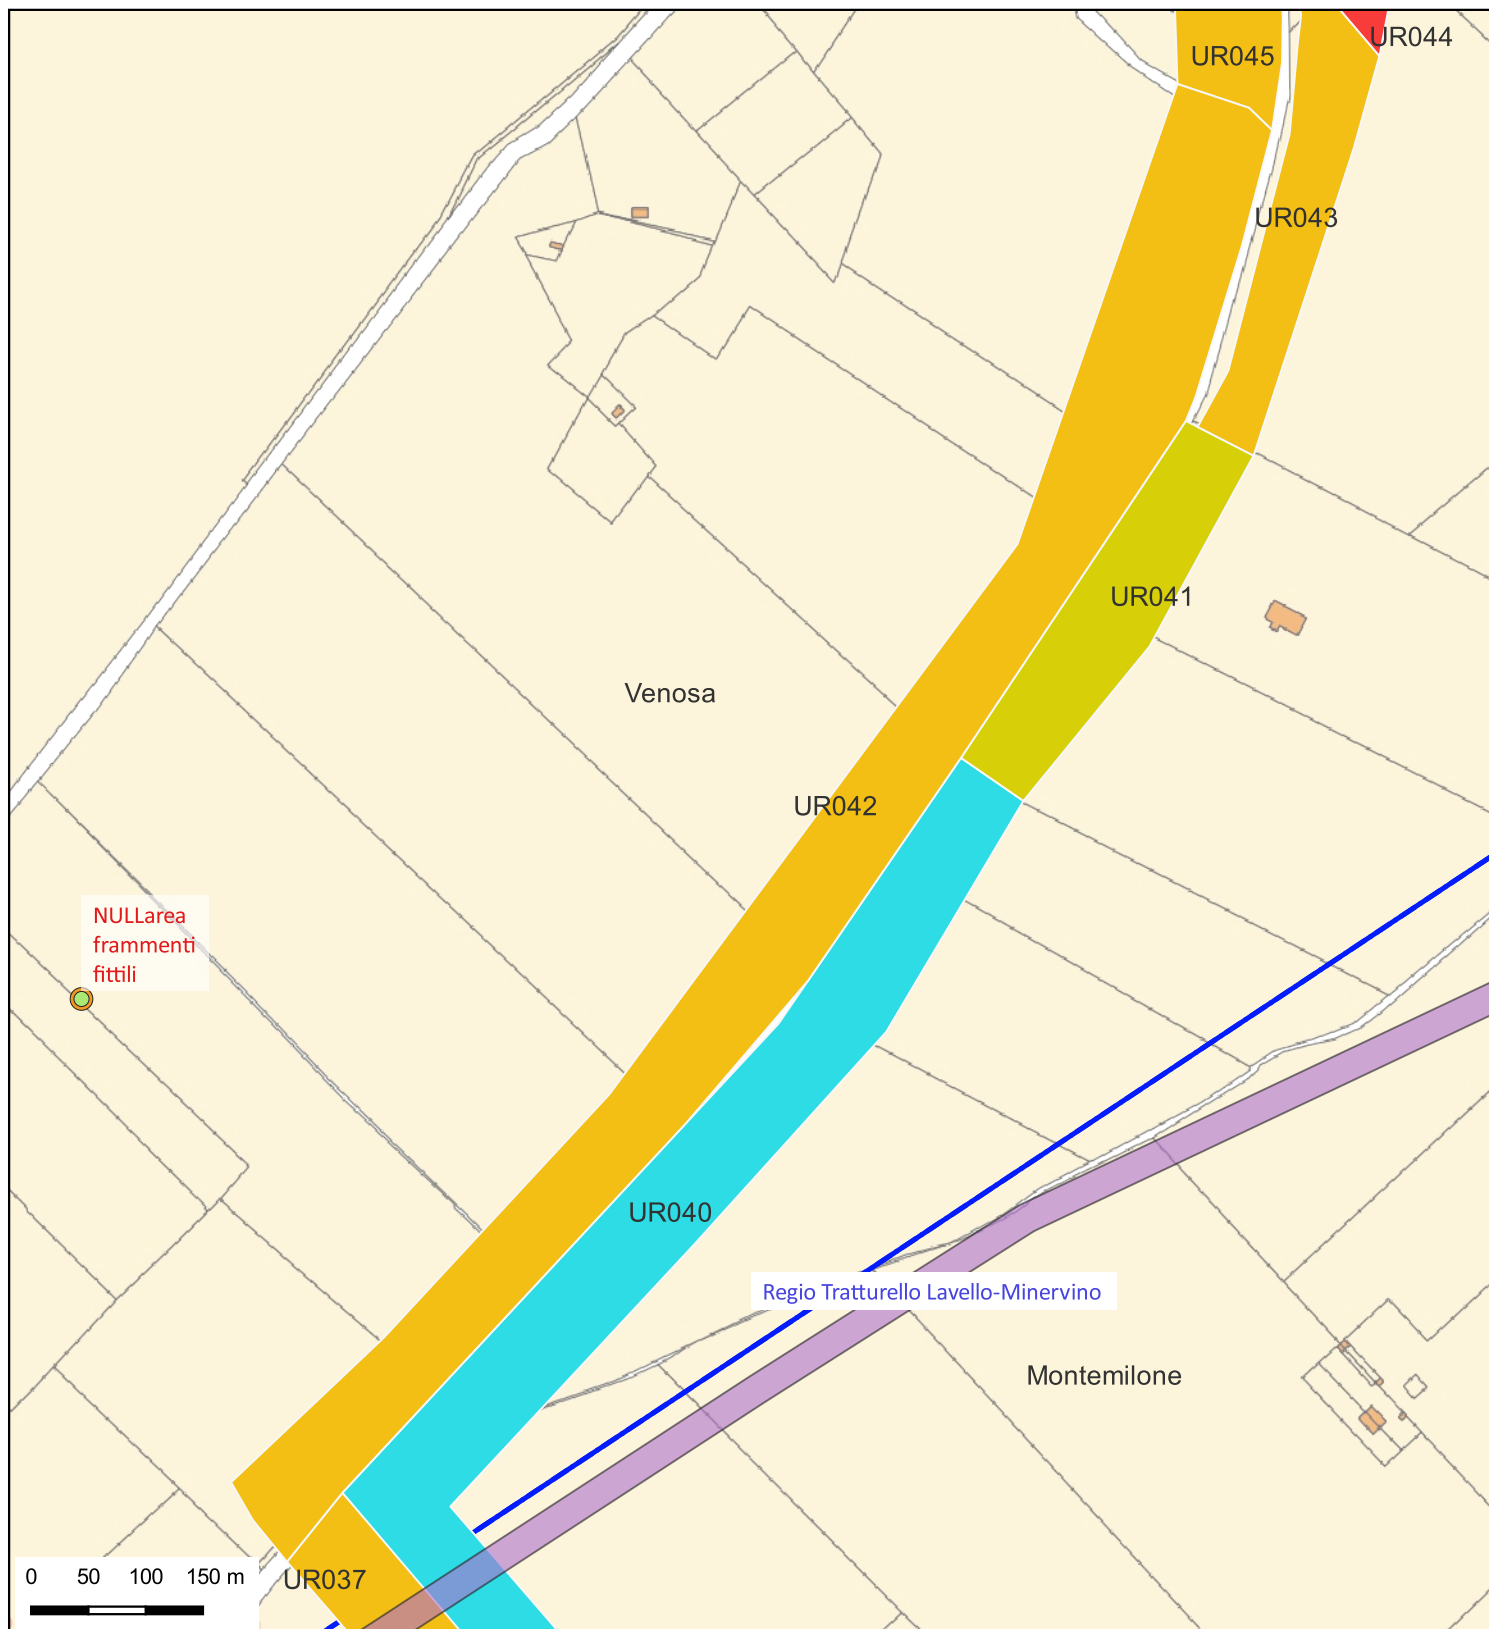 UR044
UR045
UR043
UR041
Venosa
UR042
NULLarea
frammenti
fittili
UR040
Regio Tratturello Lavello-Minervino
Montemilone
UR037
0 50 100 150 m